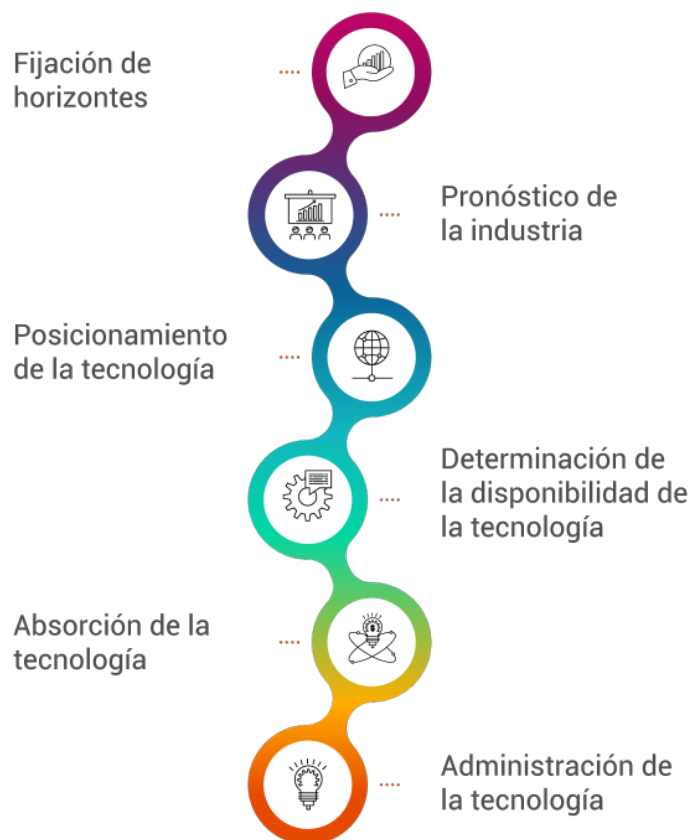 Fijación de
horizontes
Pronóstico de
la industria
Posicionamiento
de la tecnología
Determinación de
la disponibilidad de
la tecnología
Absorción de la
tecnología
Administración de
la tecnología